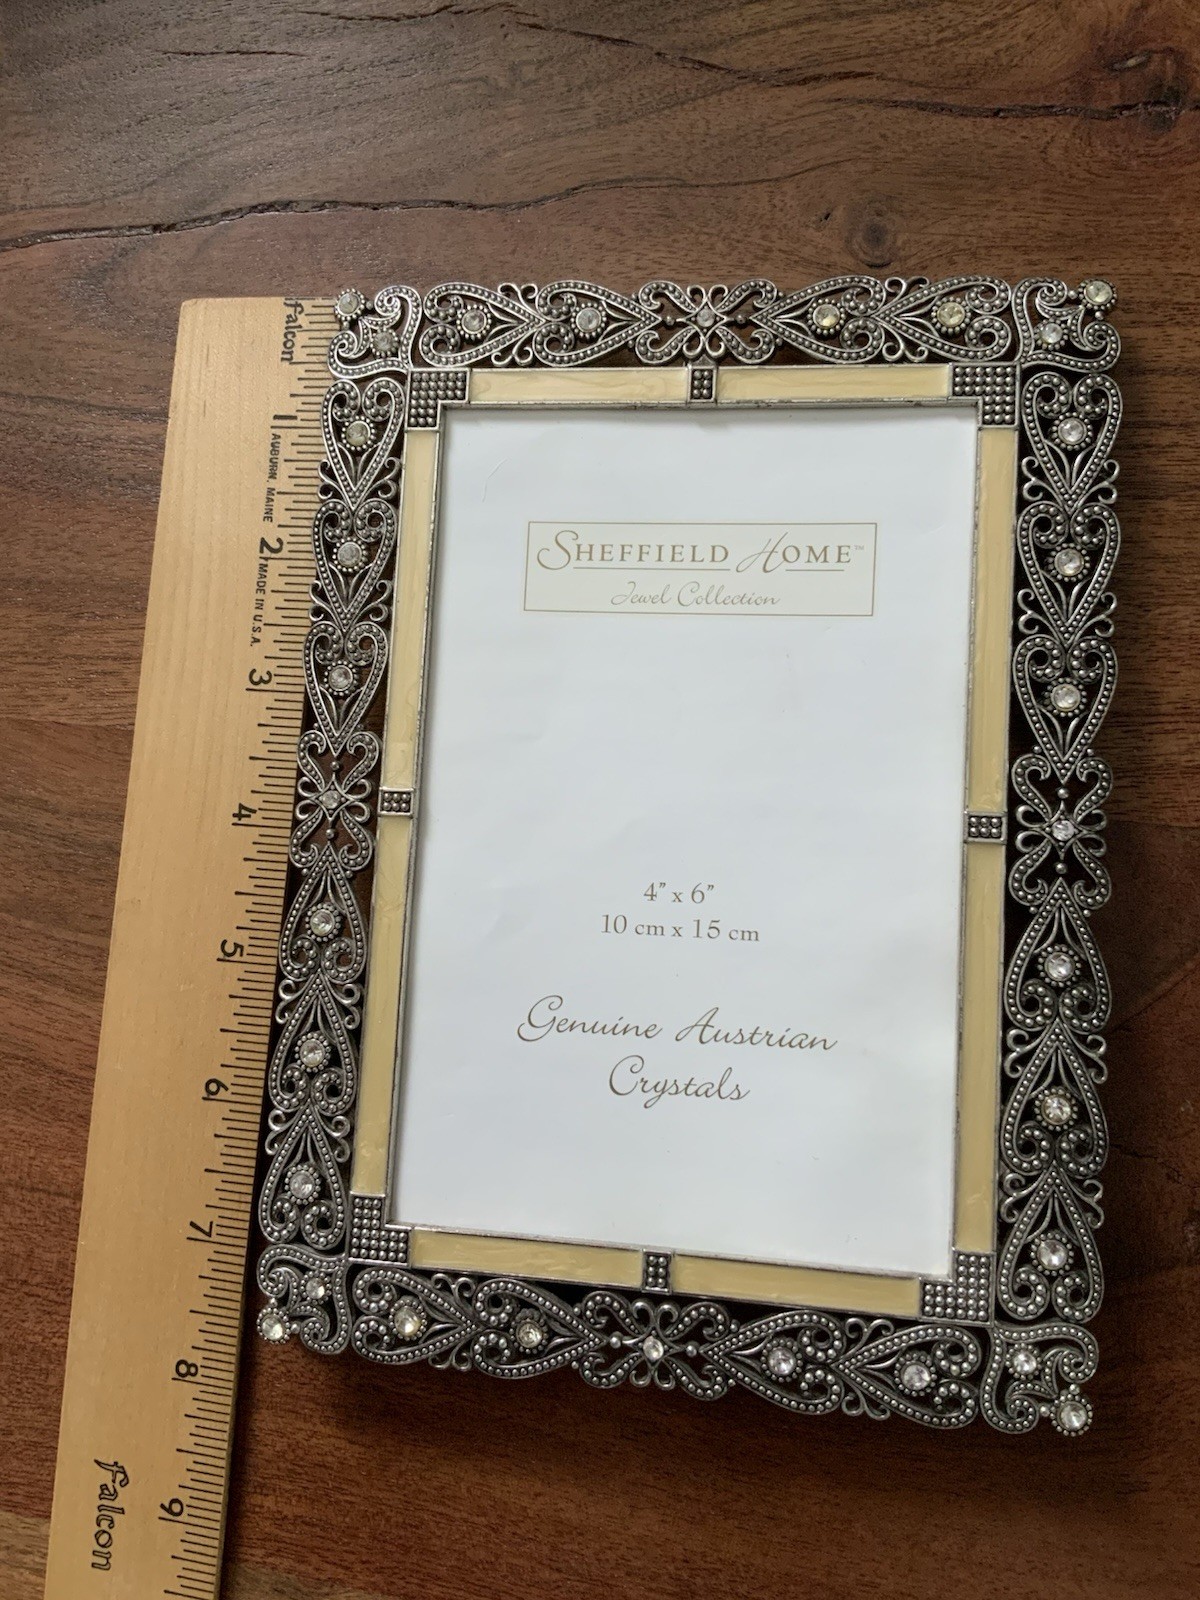 falcon
1
AUBURN, MAINE
2
MADE IN U.S.A.
3
4
5
6
7
8
9
falcon
SHEFFIELD HOME™
Jewel Collection
4" x 6"
10 cm x 15 cm
Genuine Austrian
Crystals